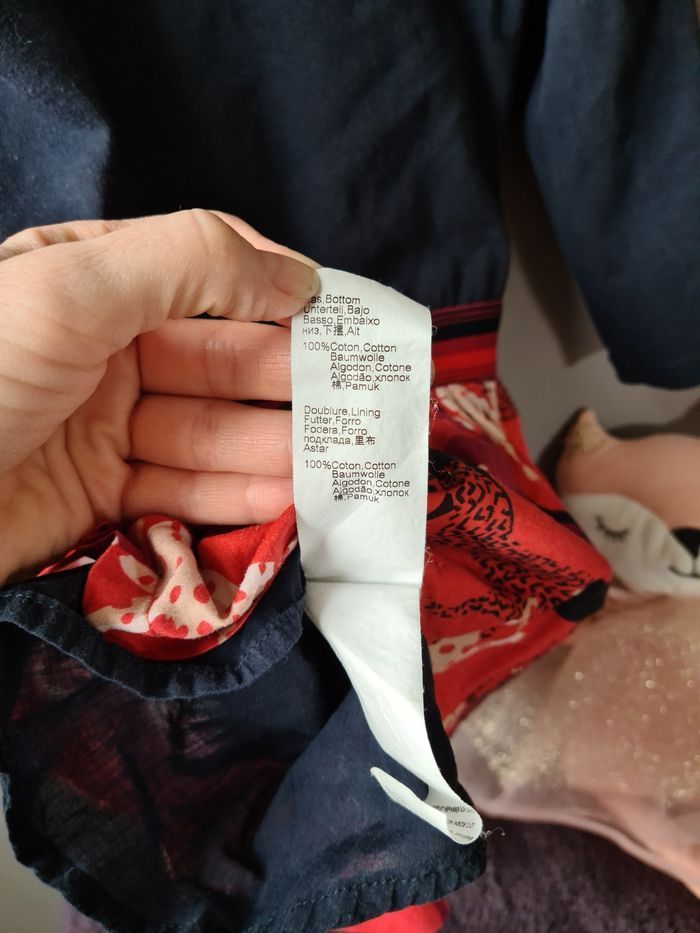 as,Bottom
Unterteil,Bajo
Basso,Embaixo
низ,下摆,Alt
100%Coton,Cotton
Baumwolle
Algodon,Cotone
Algodão,хлопок
棉,Pamuk
Doublure,Lining
Futter,Forro
Fodera,Forro
подклада,里布
Astar
100%Coton,Cotton
Baumwolle
Algodon,Cotone
Algodão,хлопок
棉,Pamuk